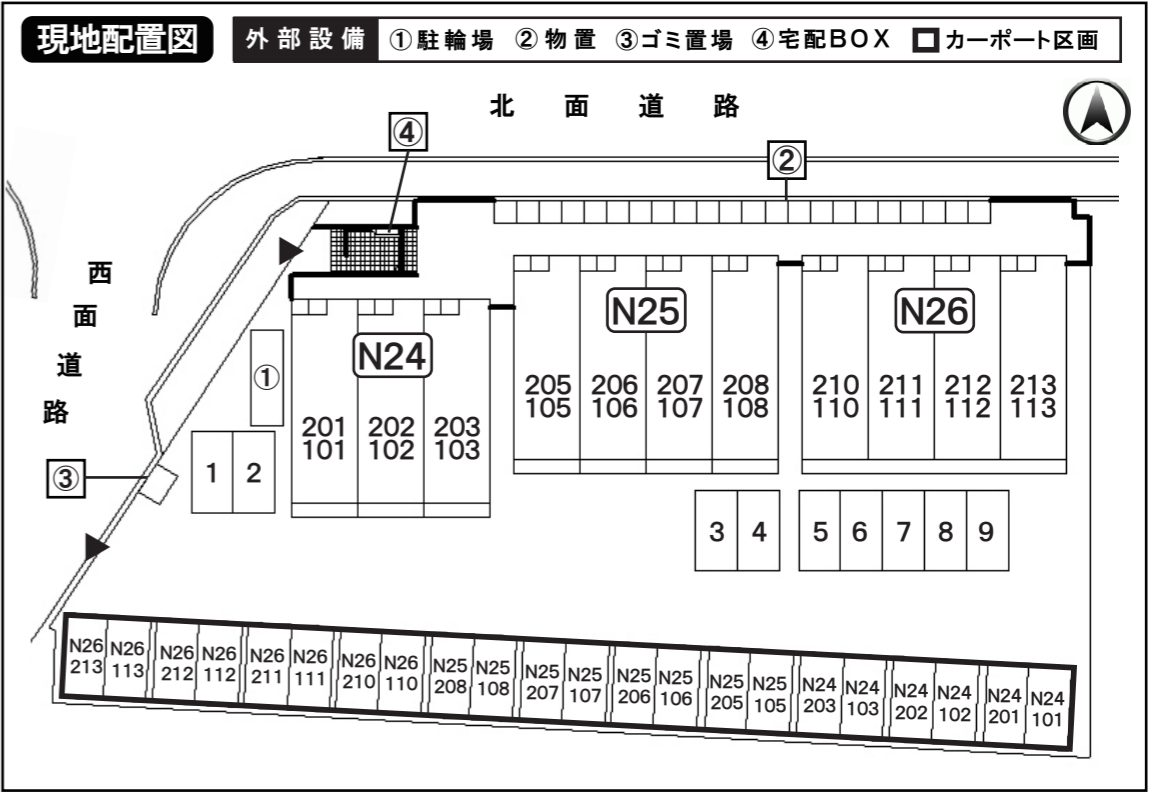 現地配置図
外部設備 ①駐輪場 ②物置 ③ゴミ置場 ④宅配BOX カーポート区画
北面道路
④
②
西面道路
N24
N25
N26
①
201
101
202
102
203
103
205
105
206
106
207
107
208
108
210
110
211
111
212
112
213
113
③
1 2
3 4
5 6 7 8 9
N26
213
N26
113
N26
212
N26
112
N26
211
N26
111
N26
210
N26
110
N25
208
N25
108
N25
207
N25
107
N25
206
N25
106
N25
205
N25
105
N24
203
N24
103
N24
202
N24
102
N24
201
N24
101